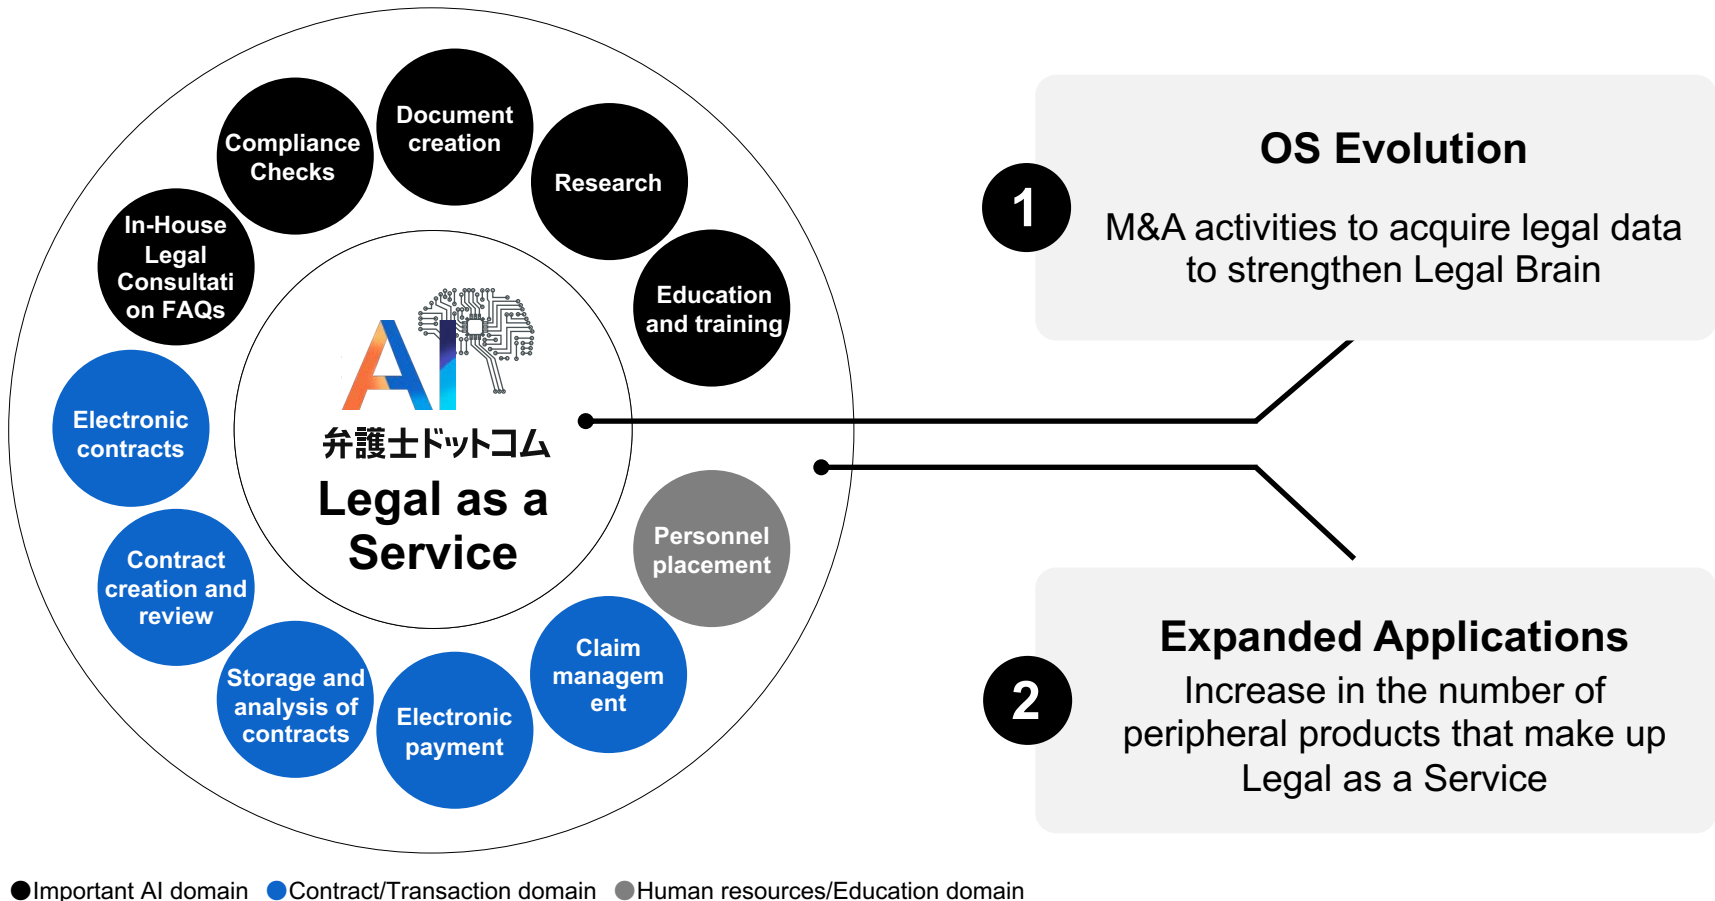 Document
creation
Compliance
Checks
Research
In-House
Legal
Consultati
on FAQs
Education
and training
Electronic
contracts
AI
弁護士ドットコム
Legal as a
Service
Personnel
placement
Contract
creation and
review
Claim
managem
ent
Storage and
analysis of
contracts
Electronic
payment
1
OS Evolution
M&A activities to acquire legal data
to strengthen Legal Brain
2
Expanded Applications
Increase in the number of
peripheral products that make up
Legal as a Service
●Important AI domain ●Contract/Transaction domain ●Human resources/Education domain